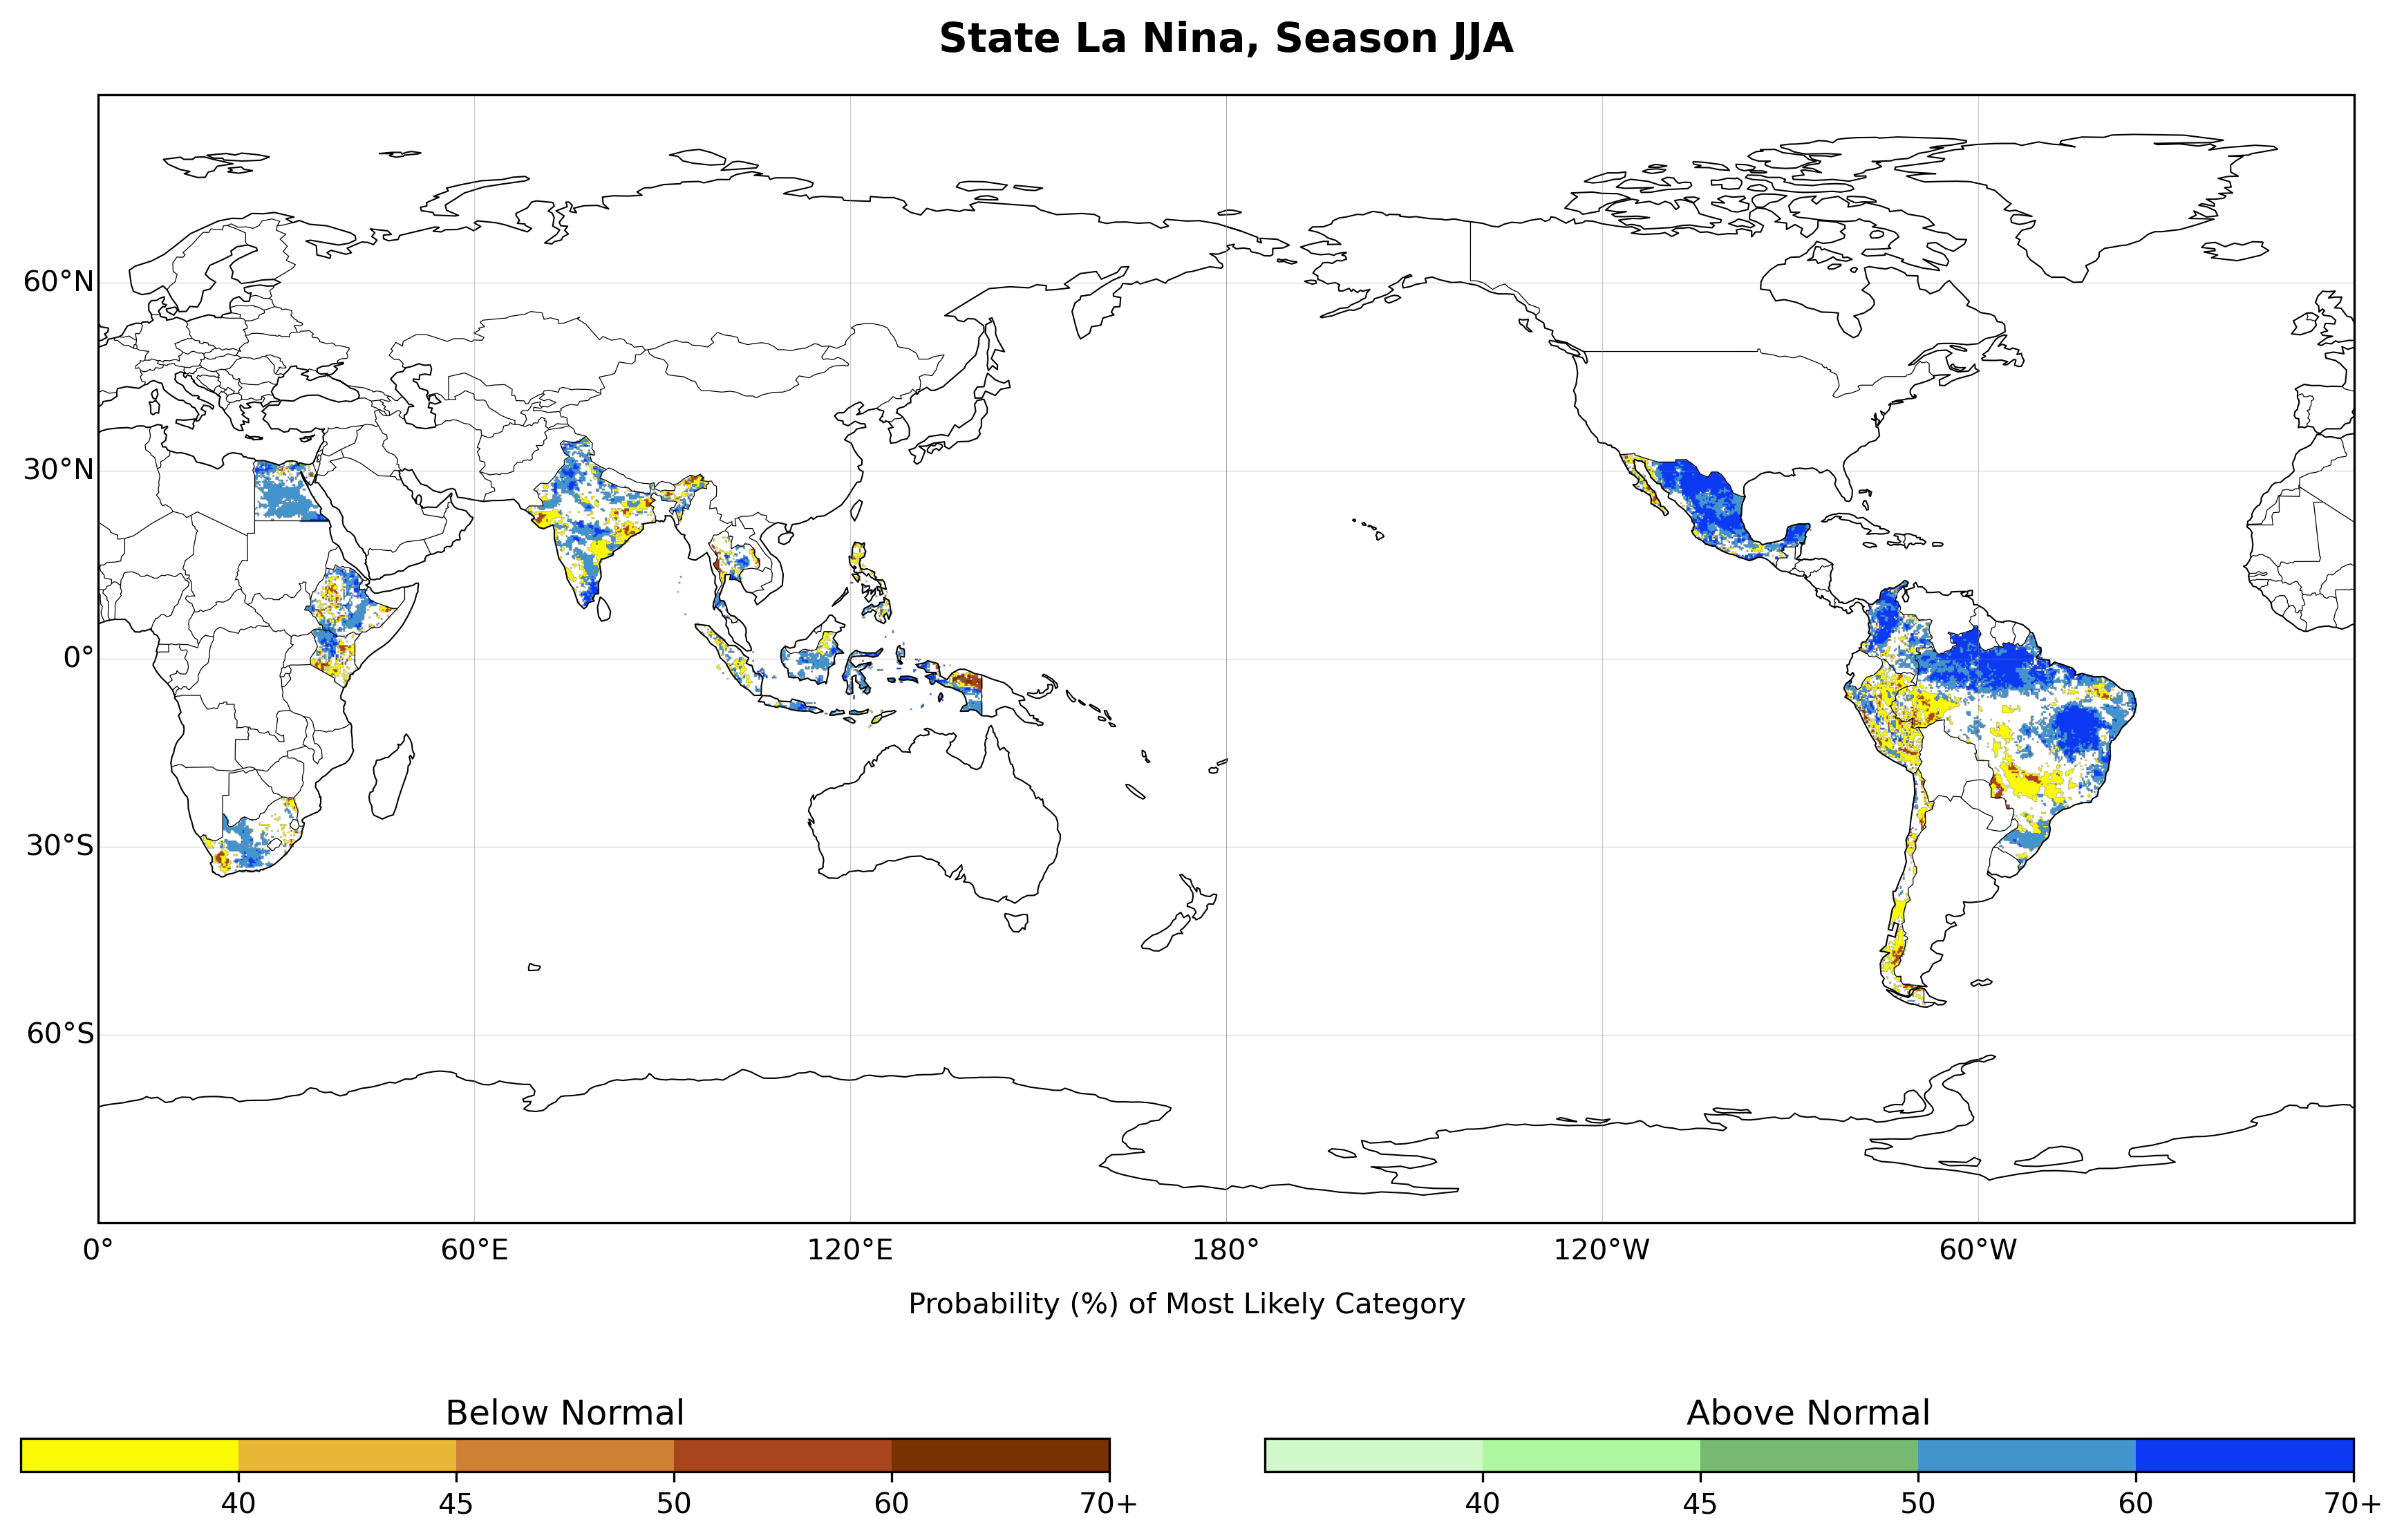 State La Nina, Season JJA
60°N
30°N
0°
30°S
60°S
0° 60°E 120°E 180° 120°W 60°W
Probability (%) of Most Likely Category
Below Normal
40 45 50 60 70+
Above Normal
40 45 50 60 70+